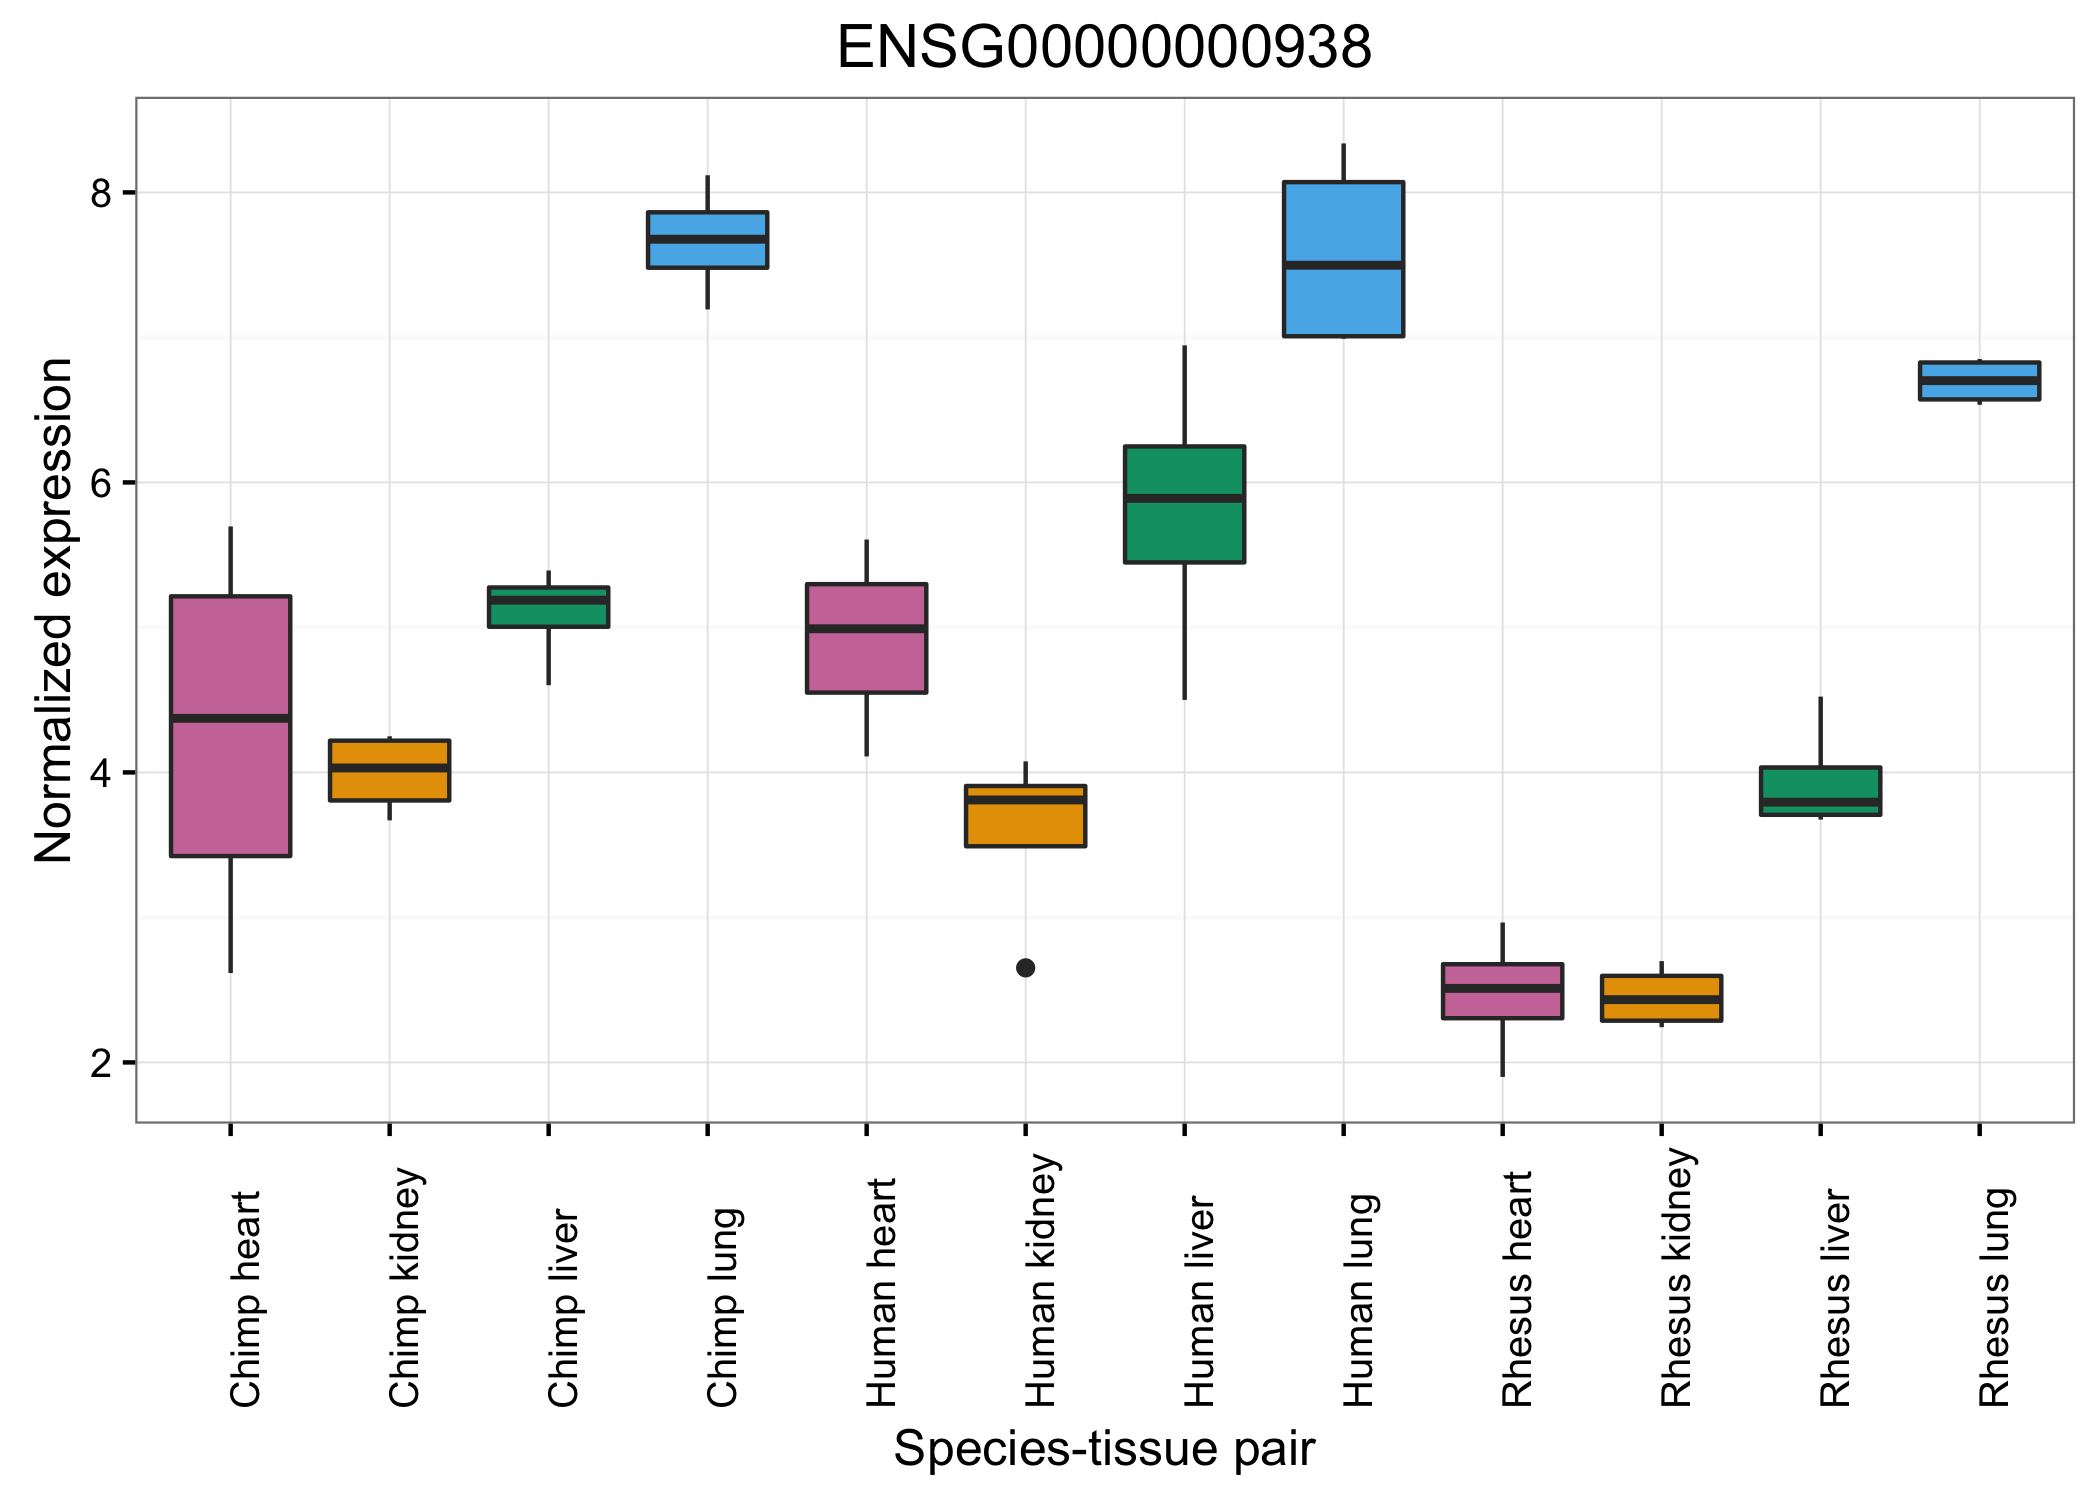 ENSG00000000938
Normalized expression
8
6
4
2
Chimp heart
Chimp kidney
Chimp liver
Chimp lung
Human heart
Human kidney
Human liver
Human lung
Rhesus heart
Rhesus kidney
Rhesus liver
Rhesus lung
Species-tissue pair